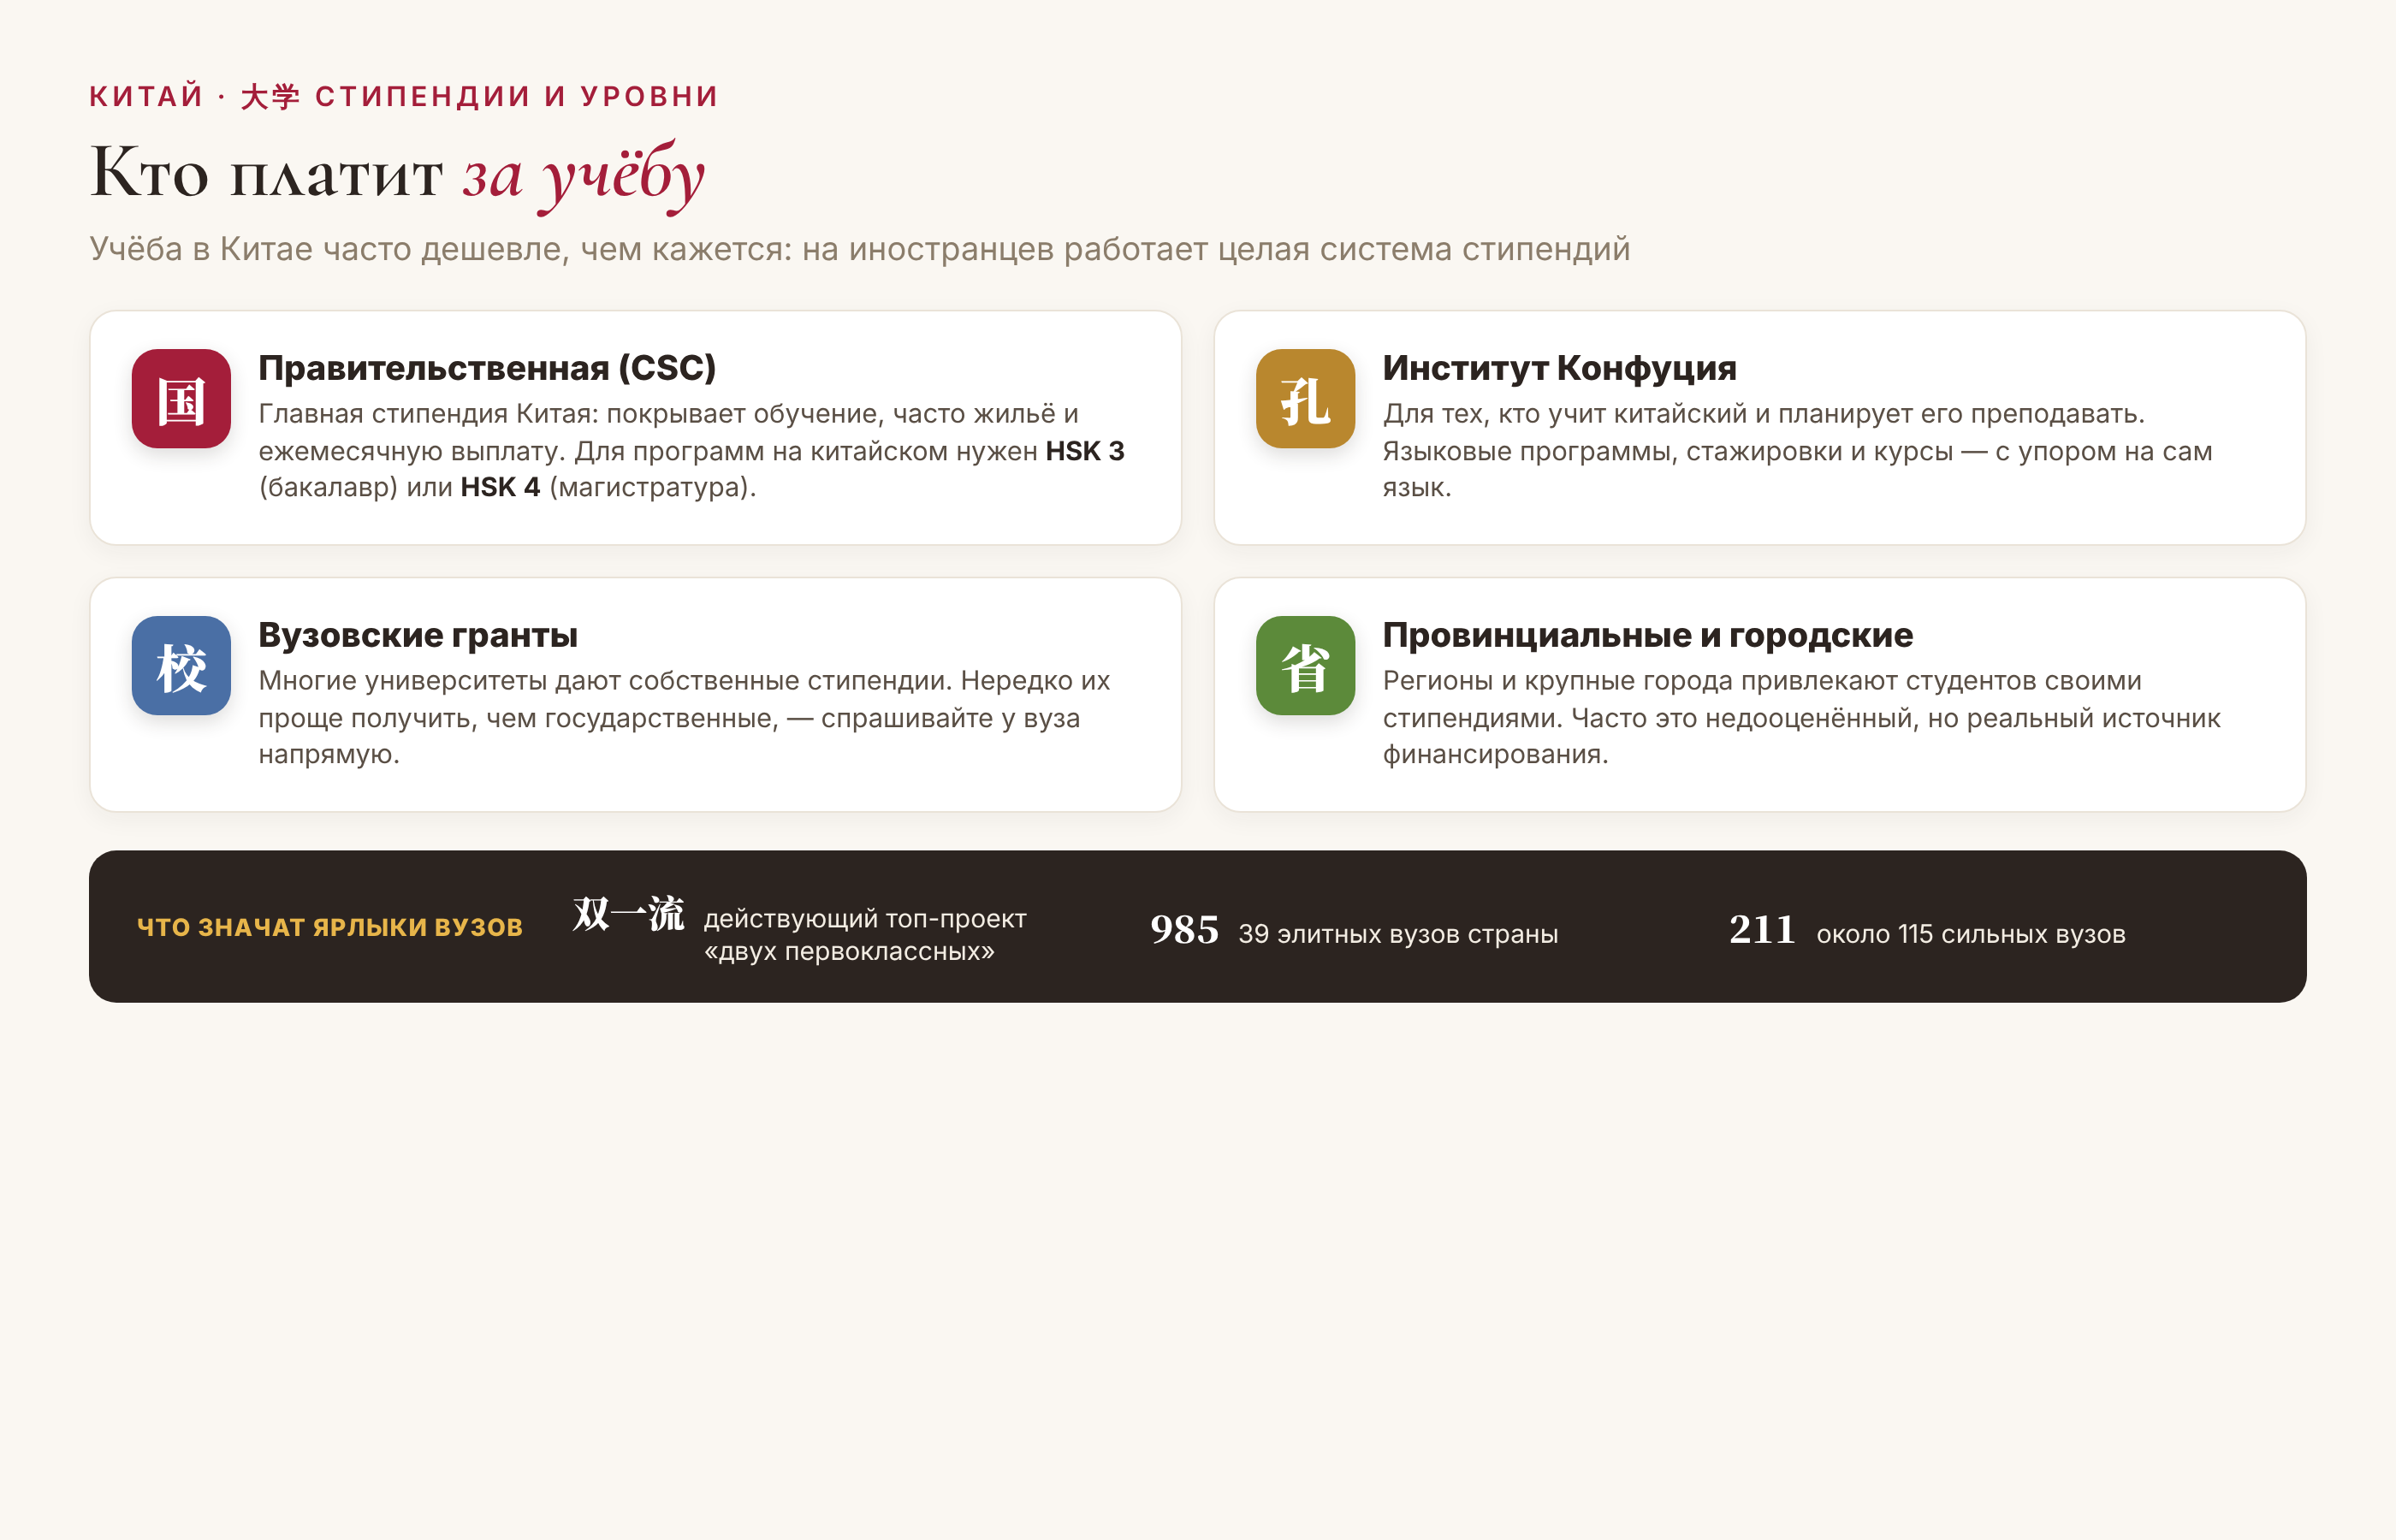 КИТАЙ · 大学 СТИПЕНДИИ И УРОВНИ
Кто платит за учёбу
Учёба в Китае часто дешевле, чем кажется: на иностранцев работает целая система стипендий
国
Правительственная (CSC)
Главная стипендия Китая: покрывает обучение, часто жильё и
ежемесячную выплату. Для программ на китайском нужен HSK 3
(бакалавр) или HSK 4 (магистратура).
孔
Институт Конфуция
Для тех, кто учит китайский и планирует его преподавать.
Языковые программы, стажировки и курсы — с упором на сам
язык.
校
Вузовские гранты
Многие университеты дают собственные стипендии. Нередко их
проще получить, чем государственные, — спрашивайте у вуза
напрямую.
省
Провинциальные и городские
Регионы и крупные города привлекают студентов своими
стипендиями. Часто это недооценённый, но реальный источник
финансирования.
ЧТО ЗНАЧАТ ЯРЛЫКИ ВУЗОВ
双一流 действующий топ-проект
«двух первоклассных»
985 39 элитных вузов страны
211 около 115 сильных вузов